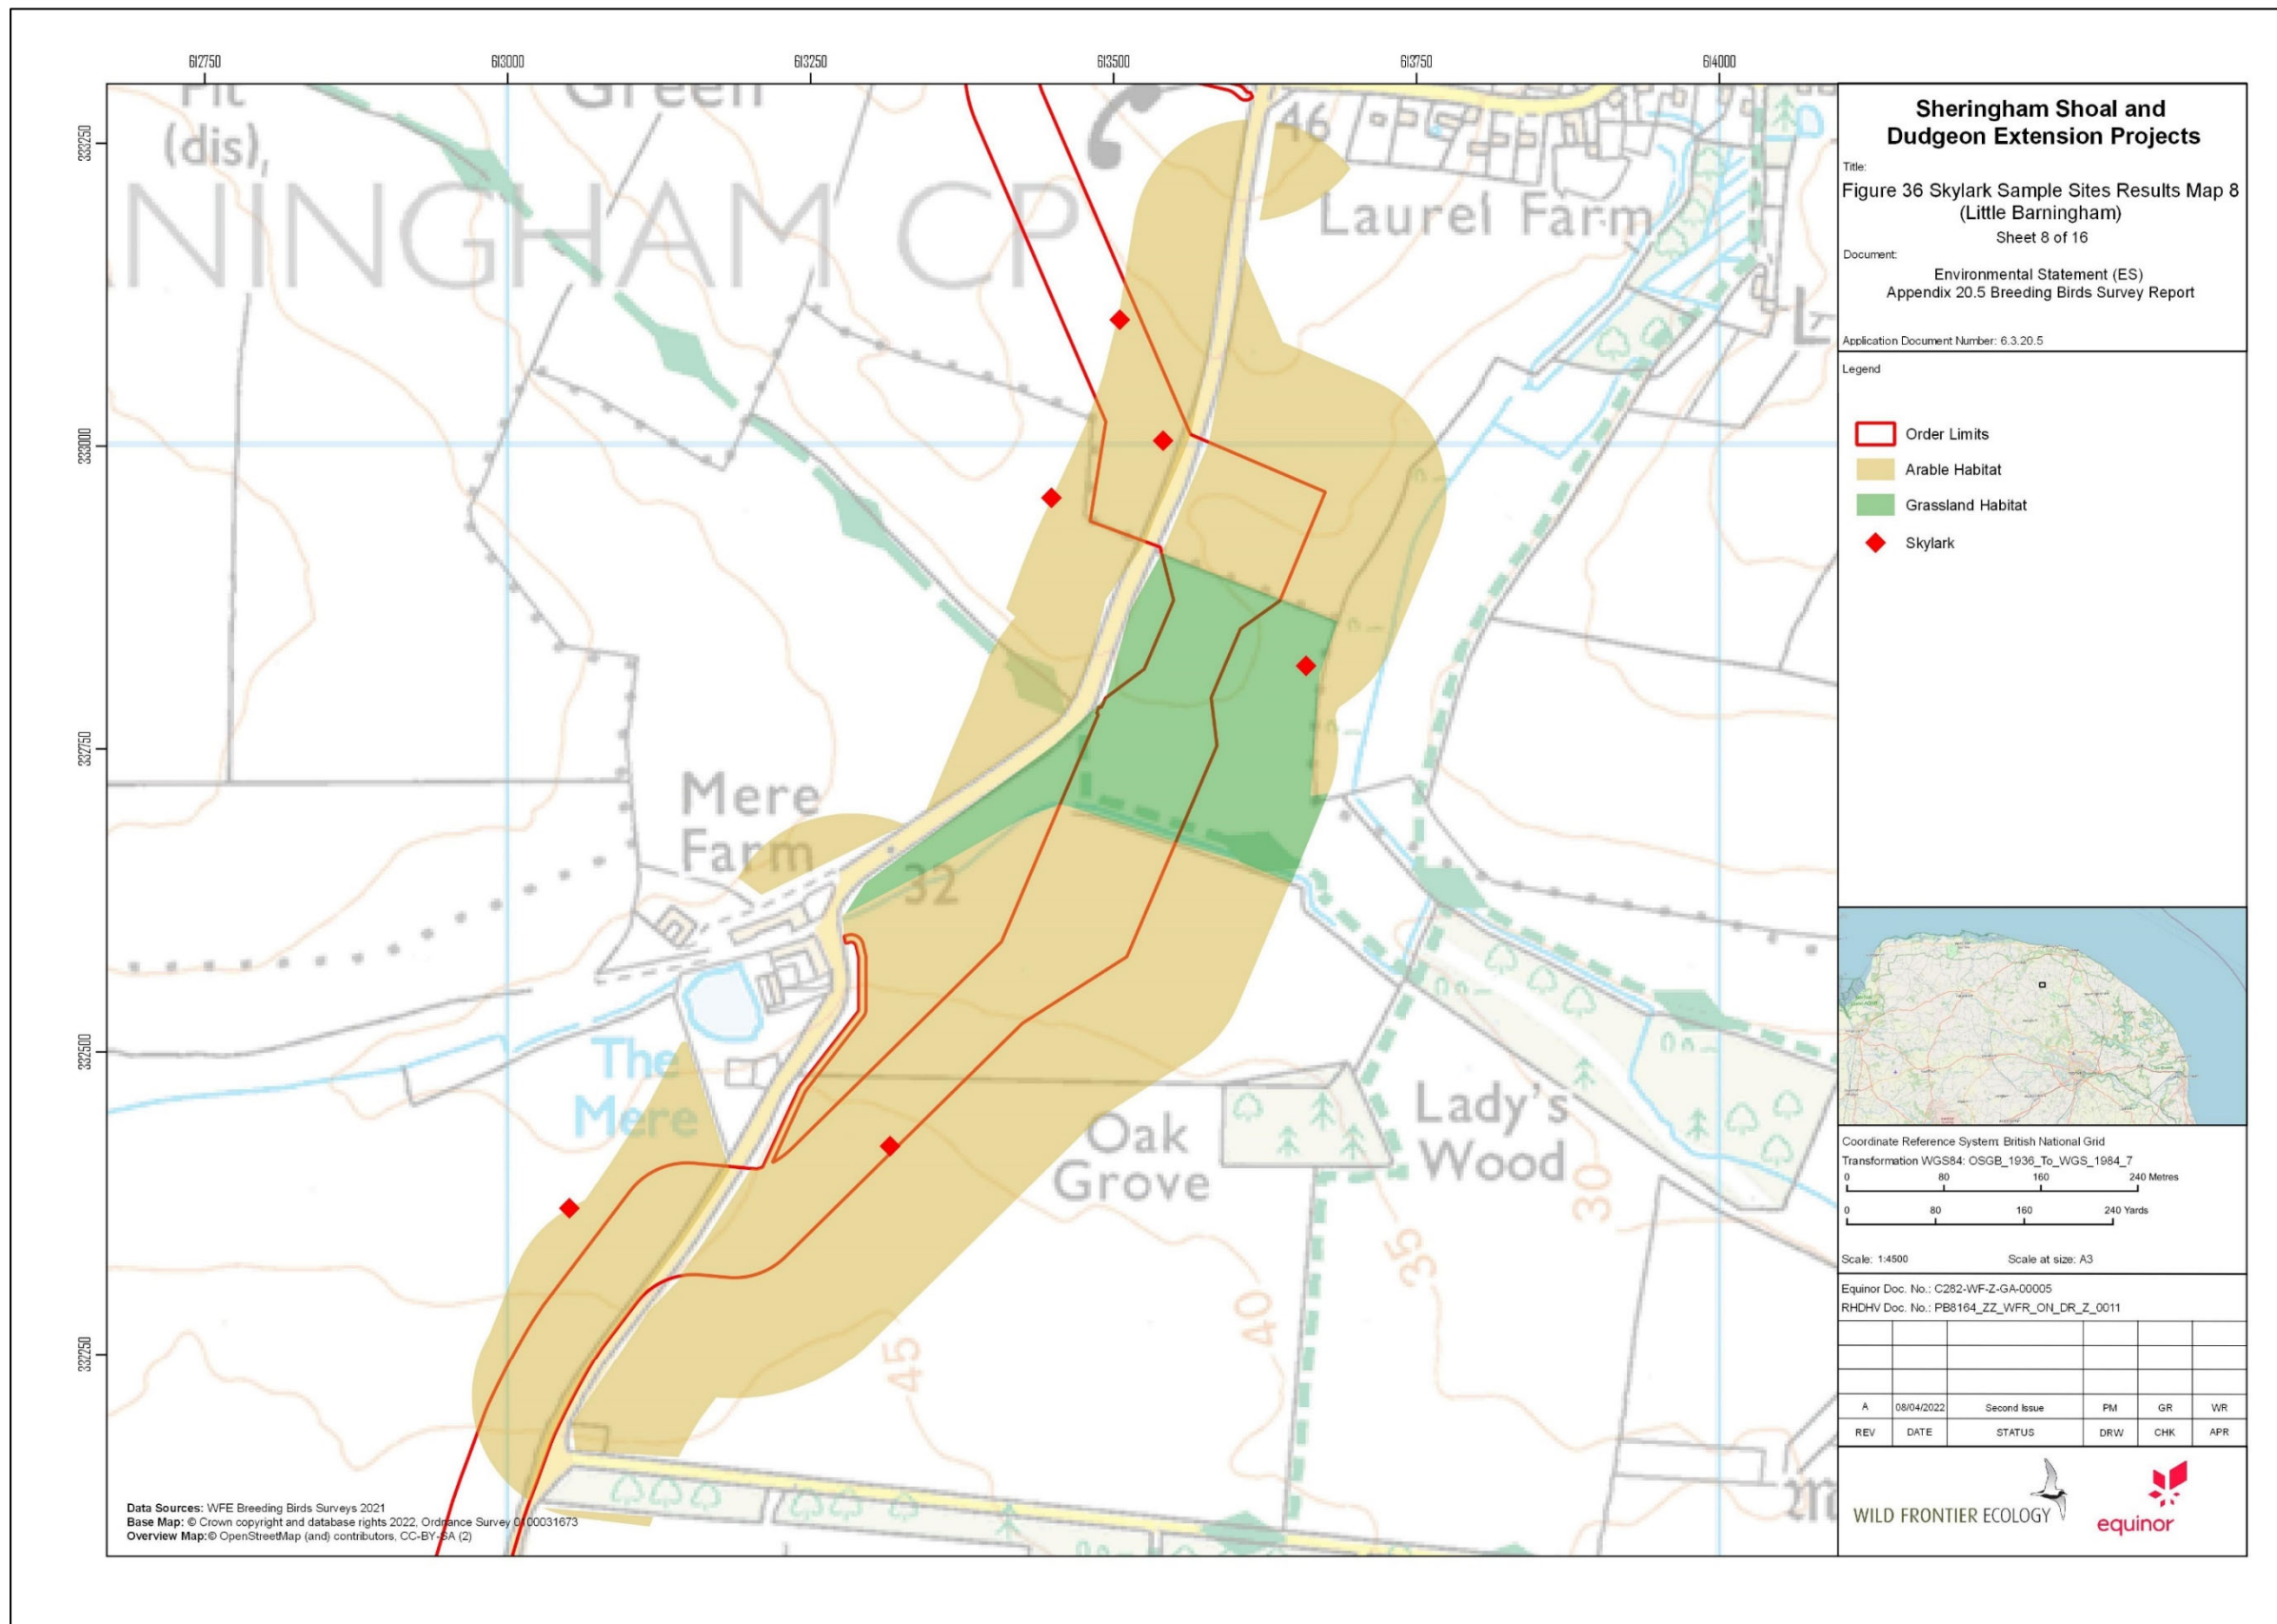 612750
613000
613250
613500
613750
614000
333250
333000
332750
332500
332250
Pit
(dis)
Green
NINGHAM CP
46
Laurel Farm
Mere
Farm
32
The
Mere
Oak
Grove
Lady's
Wood
30
35
40
45
Data Sources: WFE Breeding Birds Surveys 2021
Base Map: © Crown copyright and database rights 2022, Ordnance Survey 0100031673
Overview Map:© OpenStreetMap (and) contributors, CC-BY-SA (2)
Sheringham Shoal and
Dudgeon Extension Projects
Title:
Figure 36 Skylark Sample Sites Results Map 8
(Little Barningham)
Sheet 8 of 16
Document:
Environmental Statement (ES)
Appendix 20.5 Breeding Birds Survey Report
Application Document Number: 6.3.20.5
Legend
Order Limits
Arable Habitat
Grassland Habitat
Skylark
Coordinate Reference System: British National Grid
Transformation WGS84: OSGB_1936_To_WGS_1984_7
0 80 160 240 Metres
0 80 160 240 Yards
Scale: 1:4500 Scale at size: A3
Equinor Doc. No.: C282-WF-Z-GA-00005
RHDHV Doc. No.: PB8164_ZZ_WFR_ON_DR_Z_0011
A 08/04/2022 Second Issue PM GR WR
REV DATE STATUS DRW CHK APR
WILD FRONTIER ECOLOGY
equinor